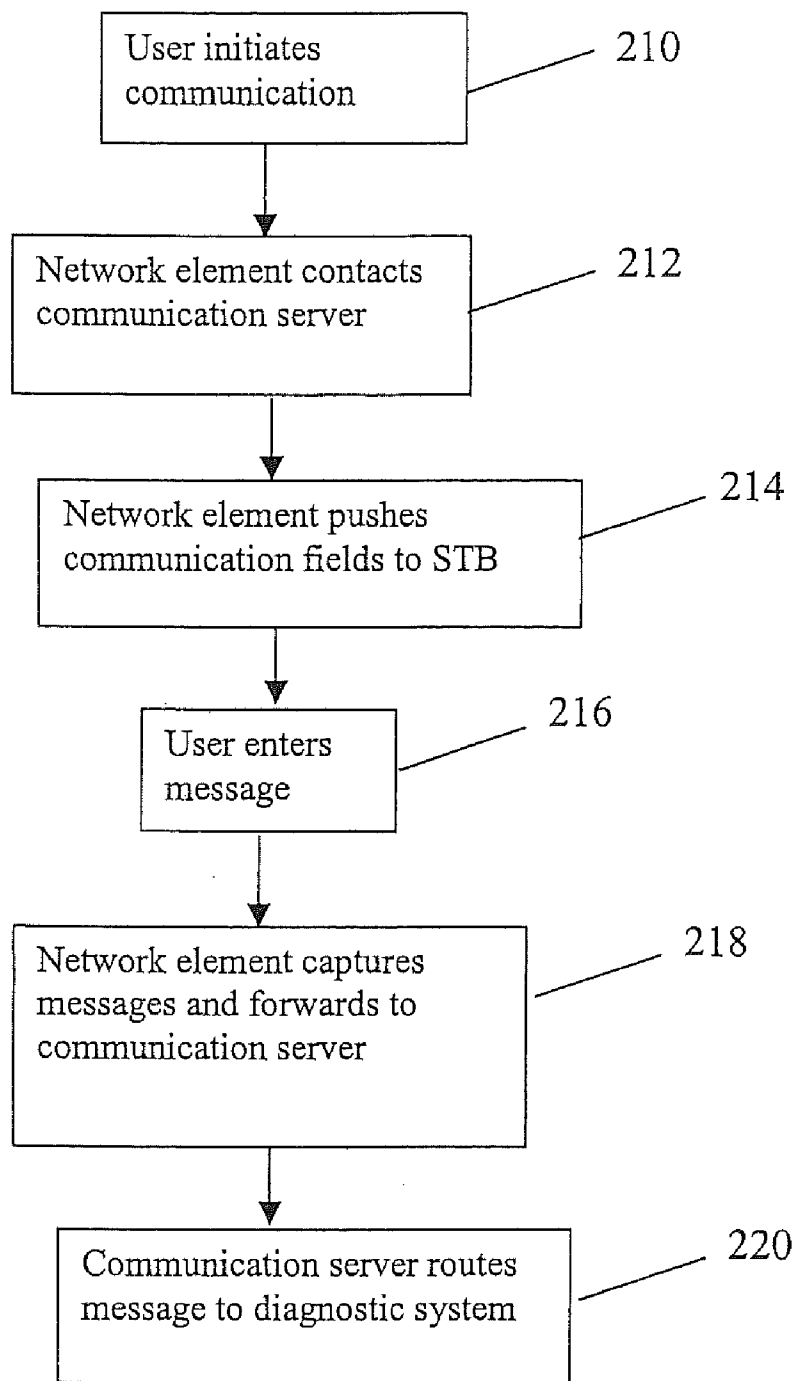 User initiates
communication
210
Network element contacts
communication server
212
Network element pushes
communication fields to STB
214
User enters
message
216
Network element captures
messages and forwards to
communication server
218
Communication server routes
message to diagnostic system
220